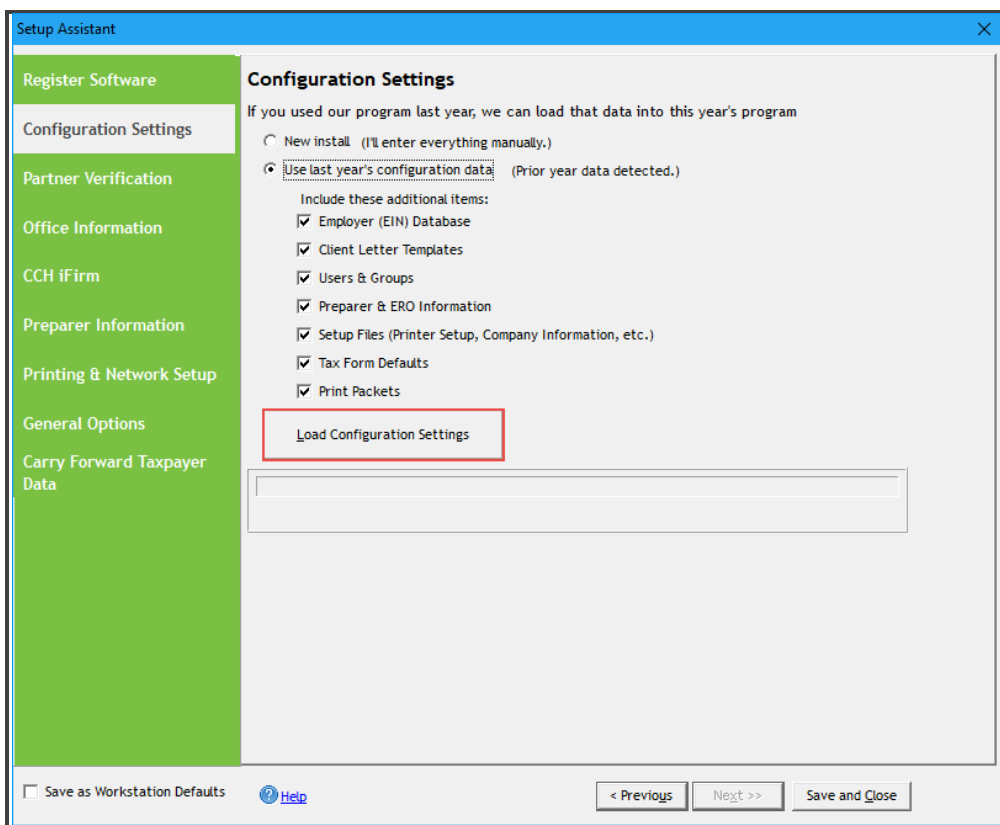 Setup Assistant
Register Software
Configuration Settings
Partner Verification
Office Information
CCH iFirm
Preparer Information
Printing & Network Setup
General Options
Carry Forward Taxpayer
Data
Configuration Settings
If you used our program last year, we can load that data into this year's program
New install (I'll enter everything manually.)
Use last year's configuration data (Prior year data detected.)
Include these additional items:
Employer (EIN) Database
Client Letter Templates
Users & Groups
Preparer & ERO Information
Setup Files (Printer Setup, Company Information, etc.)
Tax Form Defaults
Print Packets
Load Configuration Settings
Save as Workstation Defaults
Help
< Previous
Next >>
Save and Close